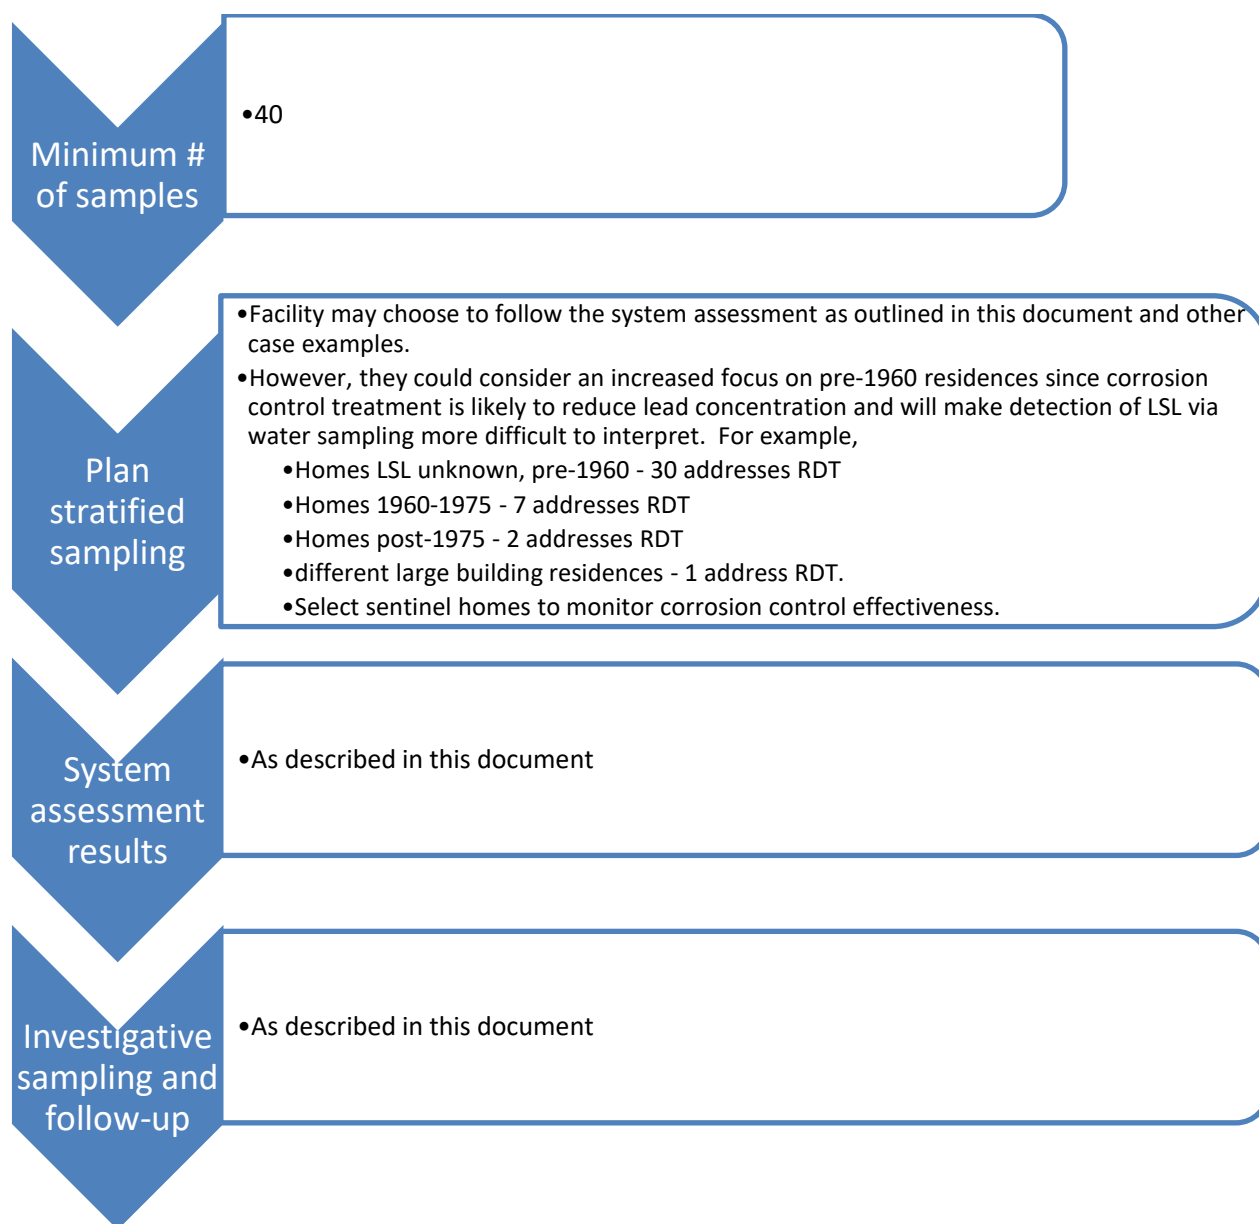 Minimum #
of samples
•40
Plan
stratified
sampling
•Facility may choose to follow the system assessment as outlined in this document and other
case examples.
•However, they could consider an increased focus on pre-1960 residences since corrosion
control treatment is likely to reduce lead concentration and will make detection of LSL via
water sampling more difficult to interpret.  For example,
•Homes LSL unknown, pre-1960 - 30 addresses RDT
•Homes 1960-1975 - 7 addresses RDT
•Homes post-1975 - 2 addresses RDT
•different large building residences - 1 address RDT.
•Select sentinel homes to monitor corrosion control effectiveness.
System
assessment
results
•As described in this document
Investigative
sampling and
follow-up
•As described in this document